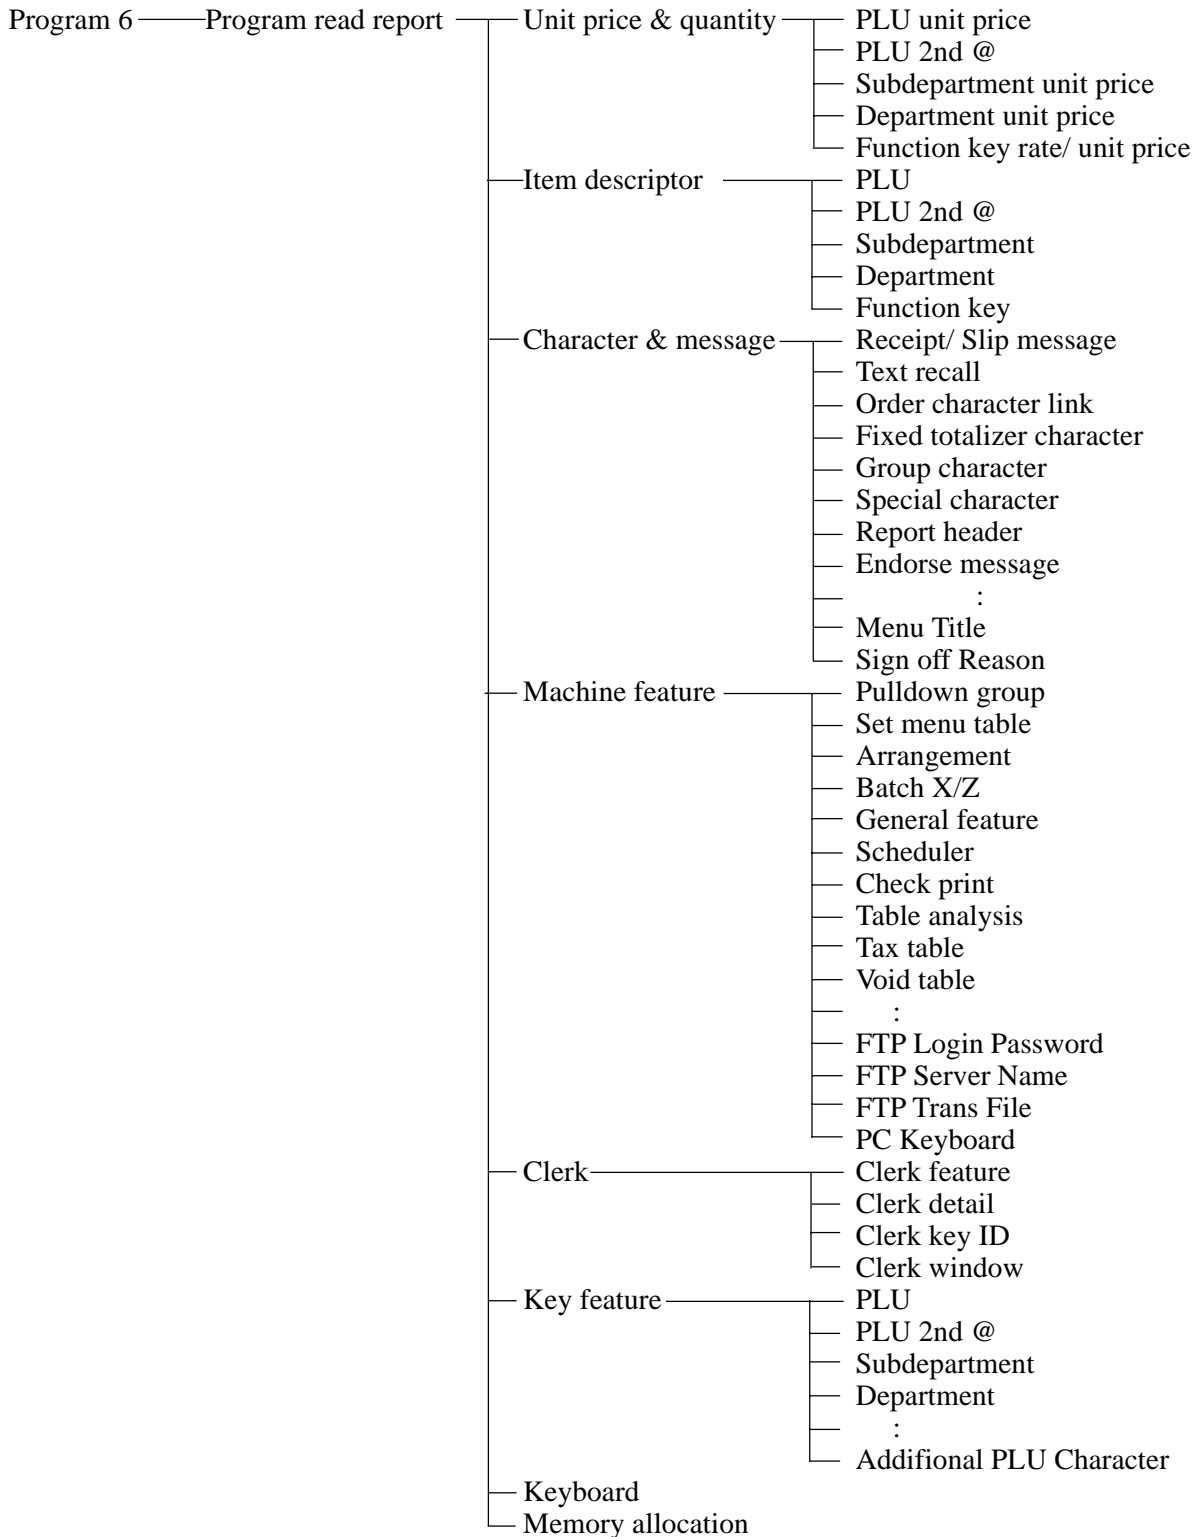 Program 6 Program read report Unit price & quantity PLU unit price
PLU 2nd @
Subdepartment unit price
Department unit price
Function key rate/ unit price
Item descriptor PLU
PLU 2nd @
Subdepartment
Department
Function key
Character & message Receipt/ Slip message
Text recall
Order character link
Fixed totalizer character
Group character
Special character
Report header
Endorse message
:
Menu Title
Sign off Reason
Machine feature Pulldown group
Set menu table
Arrangement
Batch X/Z
General feature
Scheduler
Check print
Table analysis
Tax table
Void table
:
FTP Login Password
FTP Server Name
FTP Trans File
PC Keyboard
Clerk Clerk feature
Clerk detail
Clerk key ID
Clerk window
Key feature PLU
PLU 2nd @
Subdepartment
Department
:
Addifional PLU Character
Keyboard
Memory allocation